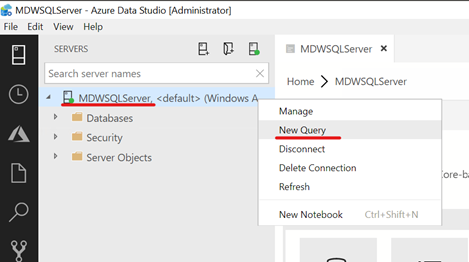 MDWSQLServer - Azure Data Studio [Administrator]
File Edit View Help
SERVERS
MDWSQLServer
Search server names
Home > MDWSQLServer
MDWSQLServer, <default> (Windows A
Manage
Databases
New Query
Security
Disconnect
Server Objects
Delete Connection
Core-ba
Refresh
New Notebook Ctrl+Shift+N